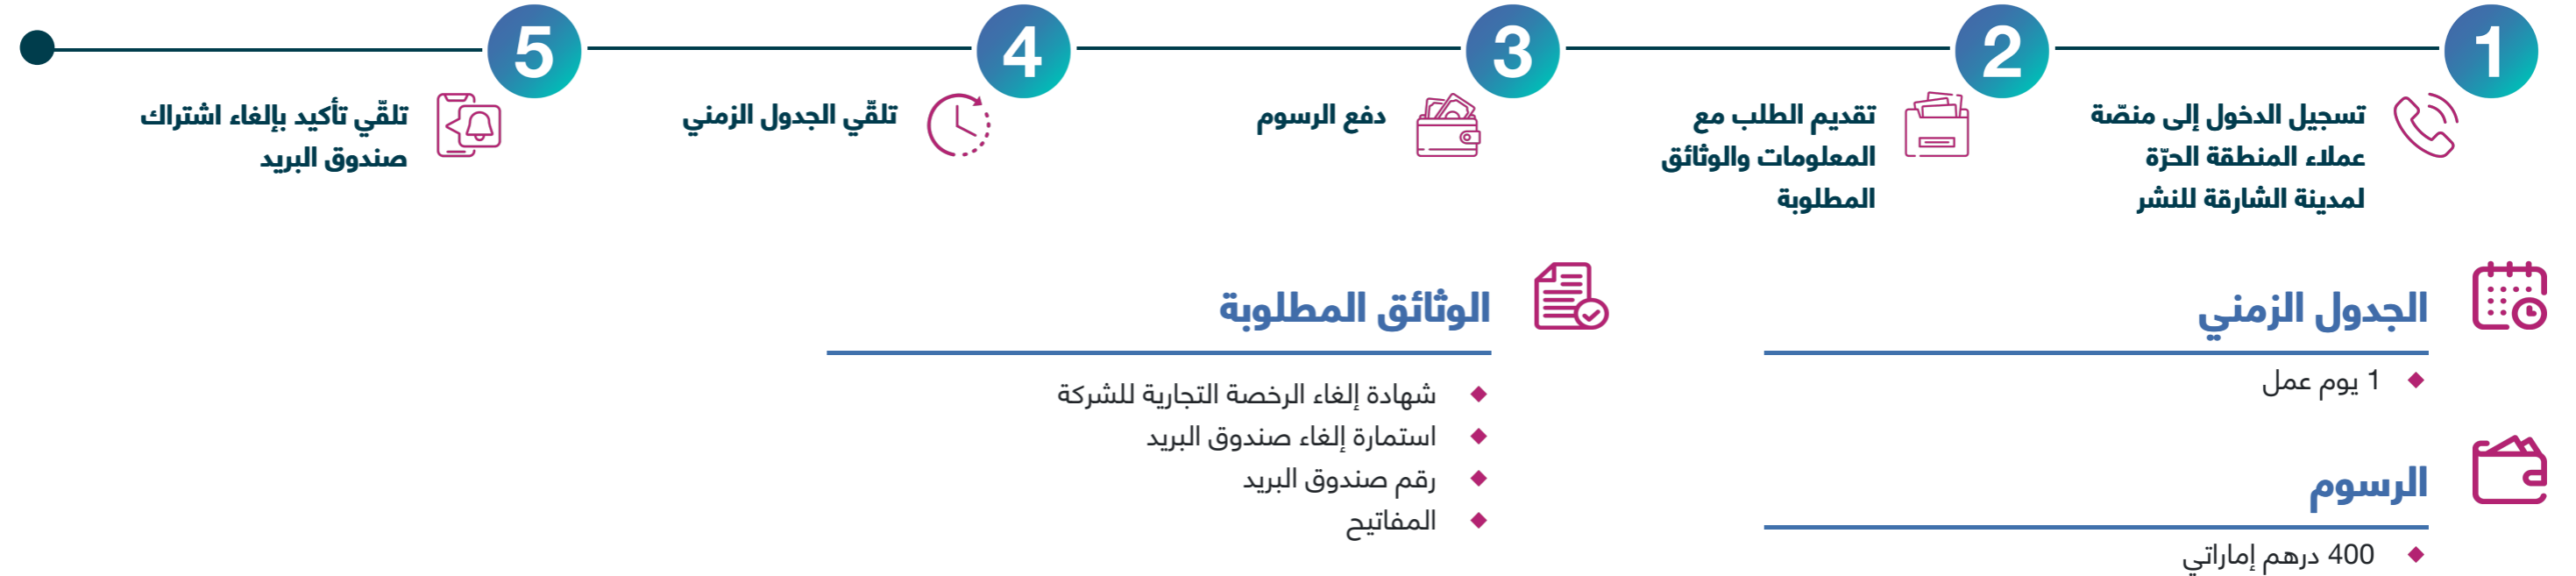 1
تسجيل الدخول إلى منصّة
عملاء المنطقة الحرّة
لمدينة الشارقة للنشر
2
تقديم الطلب مع
المعلومات والوثائق
المطلوبة
3
دفع الرسوم
4
تلقّي الجدول الزمني
5
تلقّي تأكيد بإلغاء اشتراك
صندوق البريد
الجدول الزمني
1 يوم عمل
الرسوم
400 درهم إماراتي
الوثائق المطلوبة
شهادة إلغاء الرخصة التجارية للشركة
استمارة إلغاء صندوق البريد
رقم صندوق البريد
المفاتيح